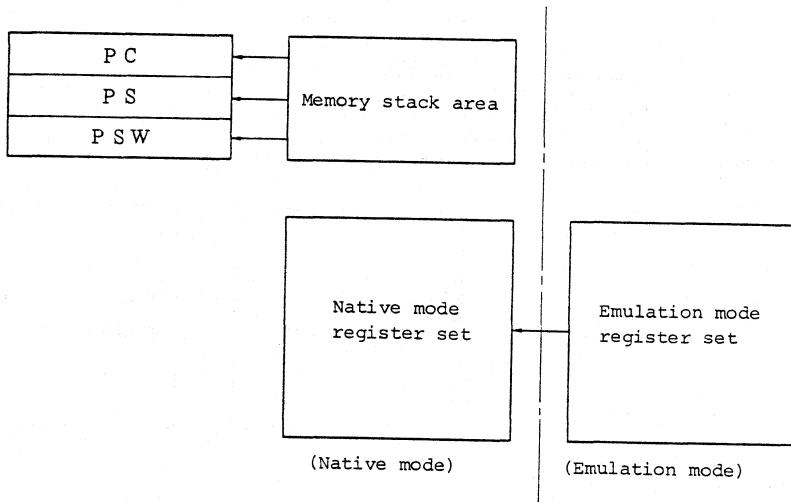 P C
P S
P S W
Memory stack area
Native mode
register set
Emulation mode
register set
(Native mode)
(Emulation mode)